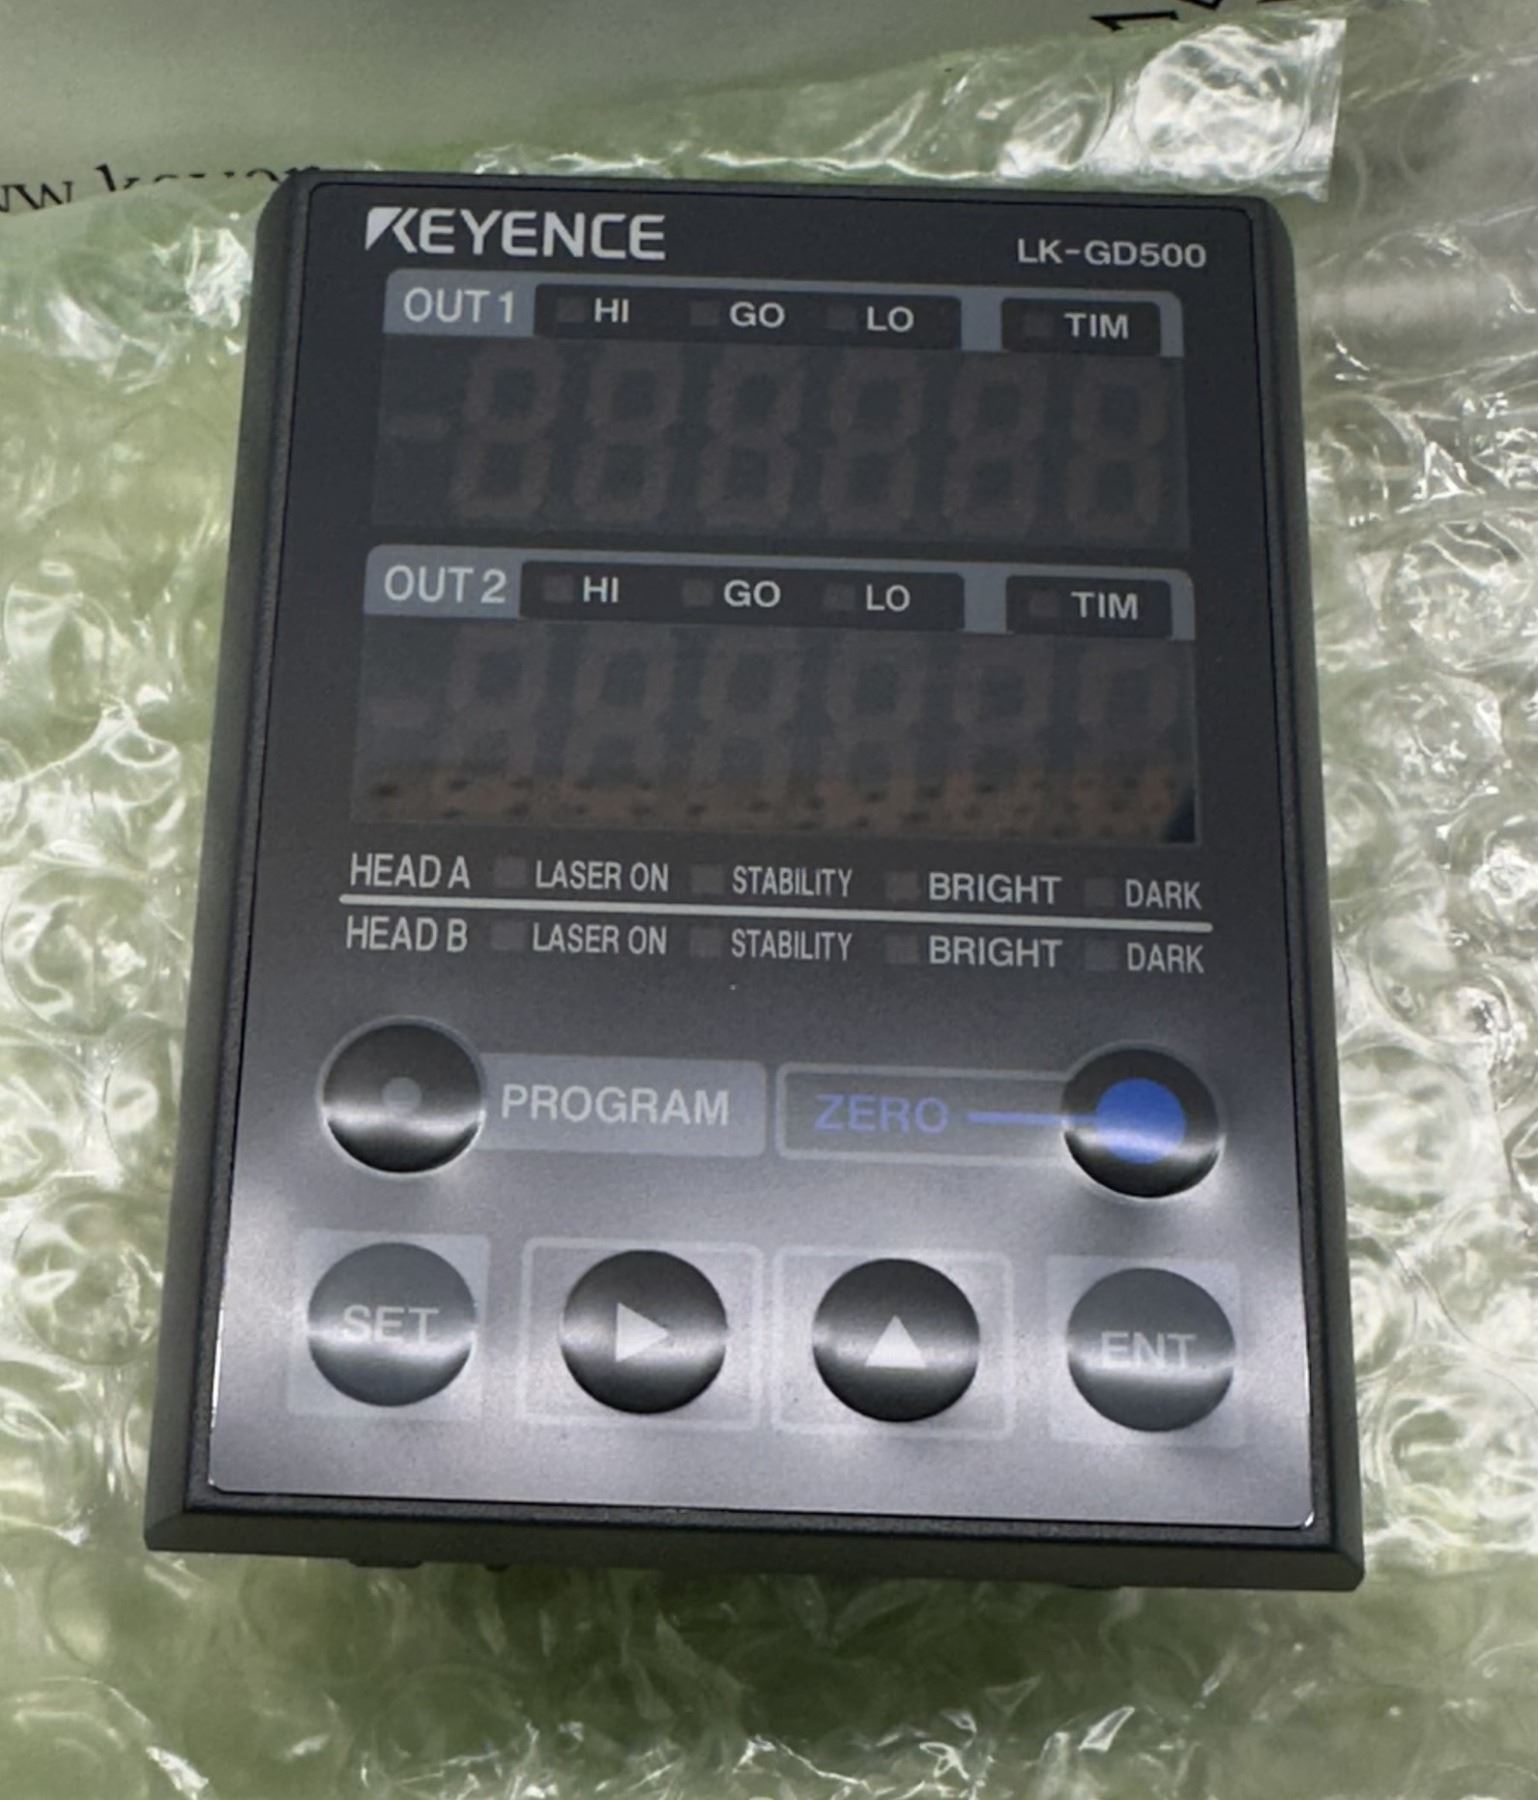 KEYENCE
LK-GD500
OUT 1 HI GO LO TIM
OUT 2 HI GO LO TIM
HEAD A LASER ON STABILITY BRIGHT DARK
HEAD B LASER ON STABILITY BRIGHT DARK
PROGRAM ZERO
SET ENT